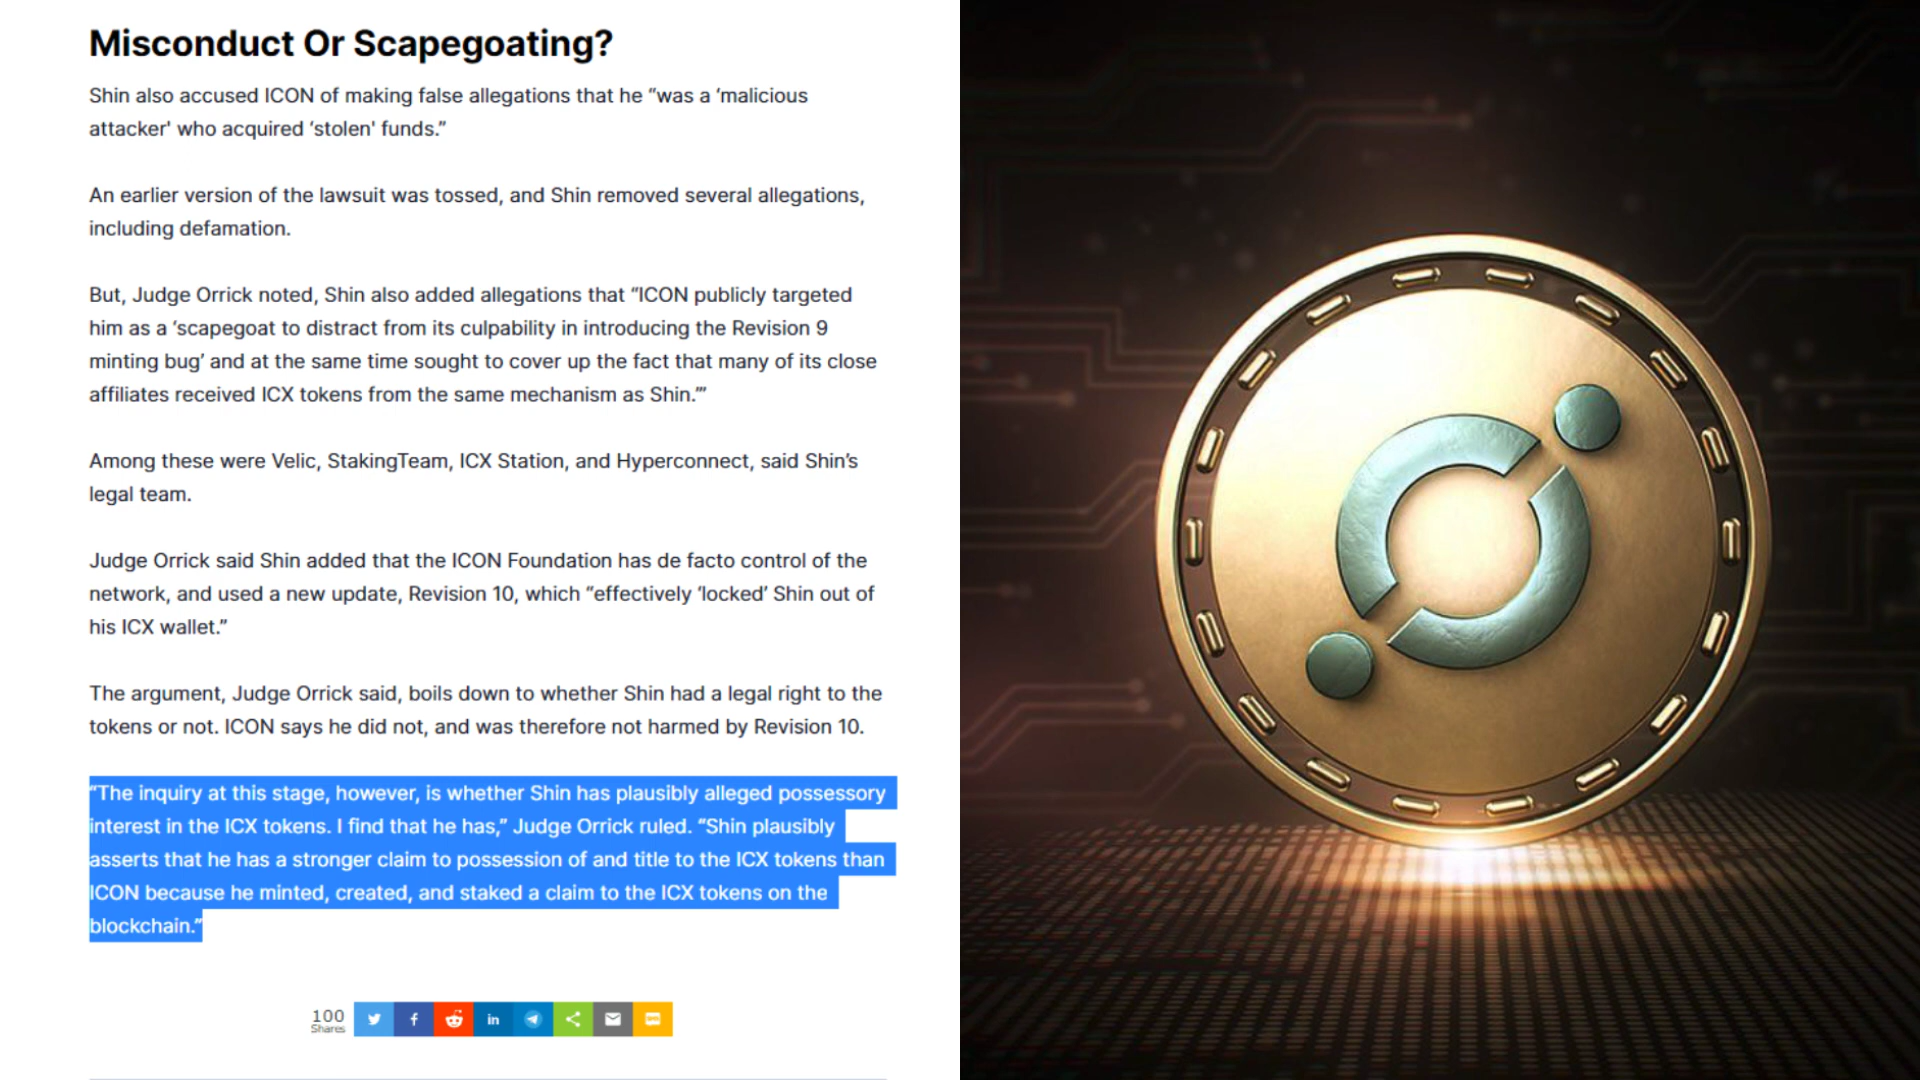 Misconduct Or Scapegoating?
Shin also accused ICON of making false allegations that he “was a ‘malicious
attacker' who acquired ‘stolen' funds.”
An earlier version of the lawsuit was tossed, and Shin removed several allegations,
including defamation.
But, Judge Orrick noted, Shin also added allegations that “ICON publicly targeted
him as a ‘scapegoat to distract from its culpability in introducing the Revision 9
minting bug’ and at the same time sought to cover up the fact that many of its close
affiliates received ICX tokens from the same mechanism as Shin.’”
Among these were Velic, StakingTeam, ICX Station, and Hyperconnect, said Shin’s
legal team.
Judge Orrick said Shin added that the ICON Foundation has de facto control of the
network, and used a new update, Revision 10, which “effectively ‘locked’ Shin out of
his ICX wallet.”
The argument, Judge Orrick said, boils down to whether Shin had a legal right to the
tokens or not. ICON says he did not, and was therefore not harmed by Revision 10.
“The inquiry at this stage, however, is whether Shin has plausibly alleged possessory
interest in the ICX tokens. I find that he has,” Judge Orrick ruled. “Shin plausibly
asserts that he has a stronger claim to possession of and title to the ICX tokens than
ICON because he minted, created, and staked a claim to the ICX tokens on the
blockchain.”
100
Shares